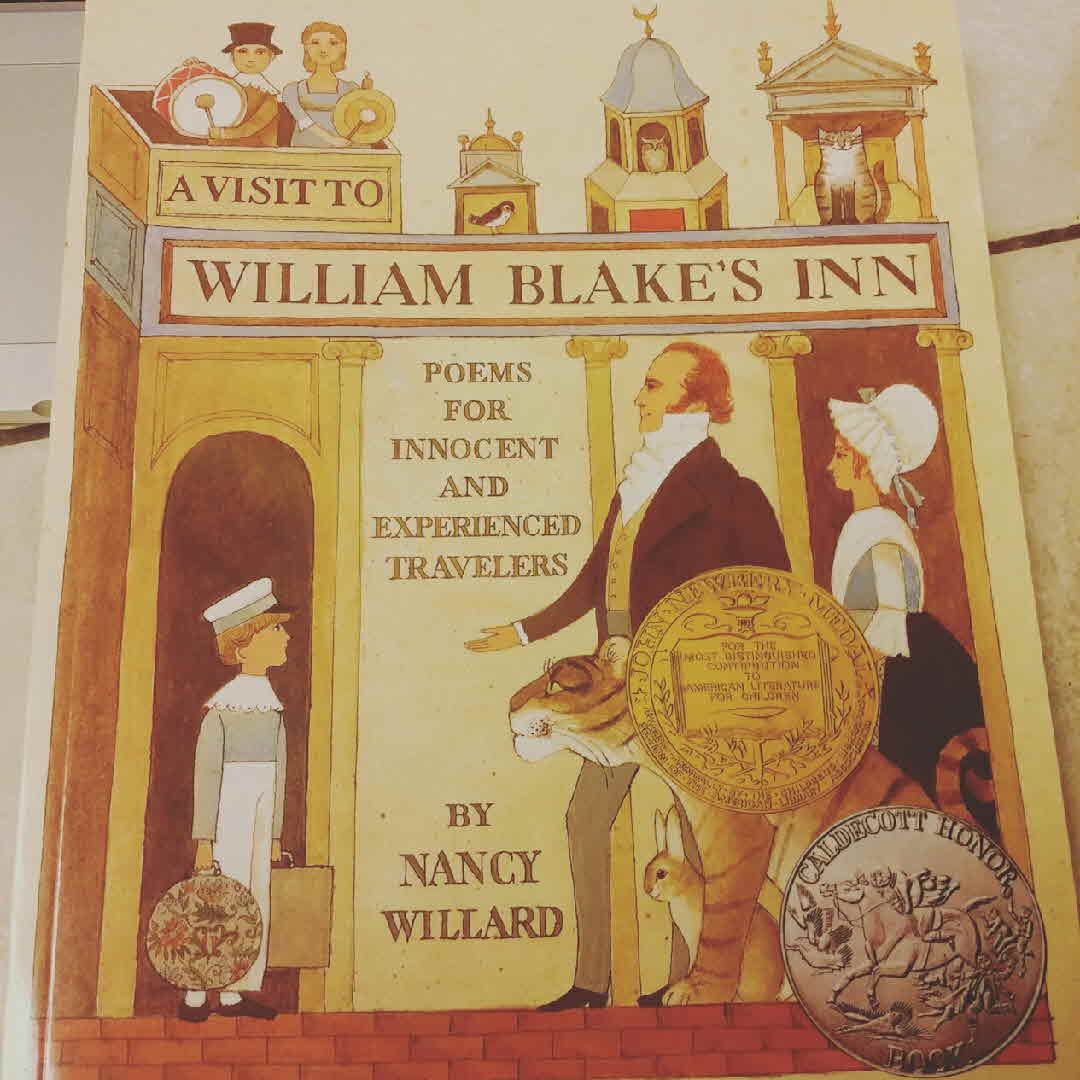 A VISIT TO
WILLIAM BLAKE'S INN
POEMS
FOR
INNOCENT
AND
EXPERIENCED
TRAVELERS
BY
NANCY
WILLARD
JOHN NEWBERY MEDAL
FOR THE
MOST DISTINGUISHED
CONTRIBUTION
TO
AMERICAN LITERATURE
FOR CHILDREN
CALDECOTT HONOR
BOOK